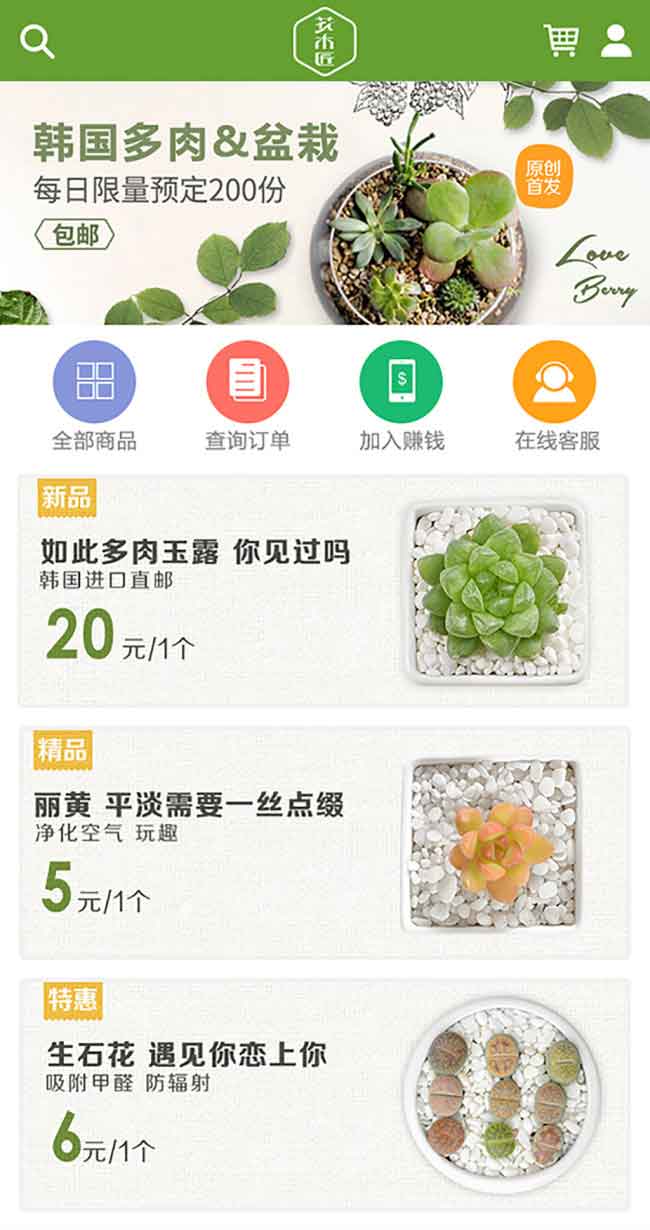 艺木匠
韩国多肉&盆栽
每日限量预定200份
包邮
原创
首发
Love
Berry
$
全部商品
查询订单
加入赚钱
在线客服
新品
如此多肉玉露 你见过吗
韩国进口直邮
20 元/1个
精品
丽黄 平淡需要一丝点缀
净化空气 玩趣
5 元/1个
特惠
生石花 遇见你恋上你
吸附甲醛 防辐射
6 元/1个